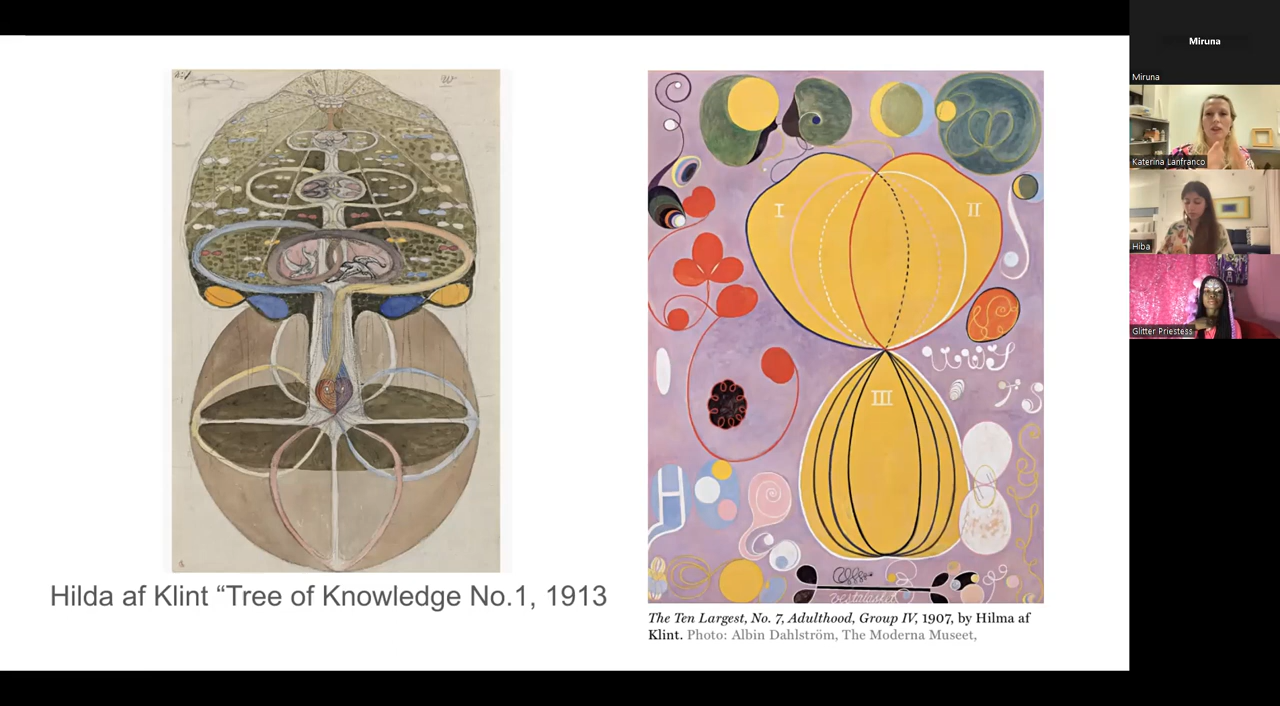 Hilda af Klint “Tree of Knowledge No.1, 1913
I
II
III
The Ten Largest, No. 7, Adulthood, Group IV, 1907, by Hilma af
Klint. Photo: Albin Dahlström, The Moderna Museet,
Miruna
Miruna
Katerina Lanfranco
Hiba
Glitter Priestess